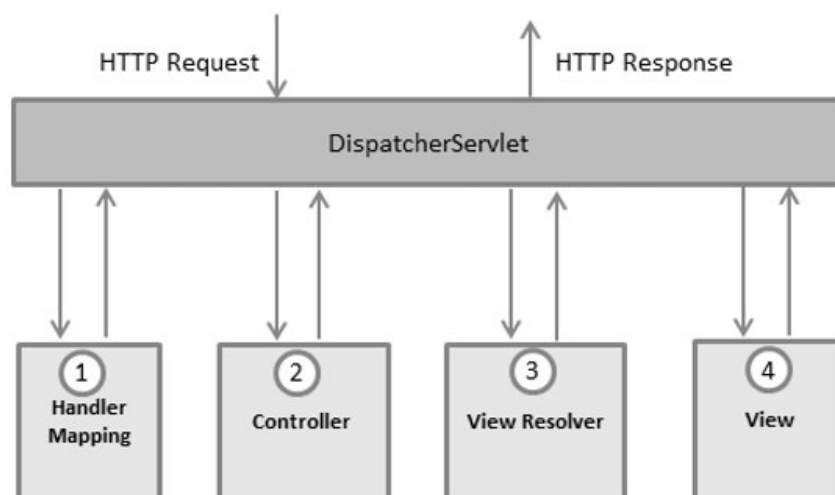 HTTP Request
HTTP Response
DispatcherServlet
1
2
3
4
Handler
Mapping
Controller
View Resolver
View